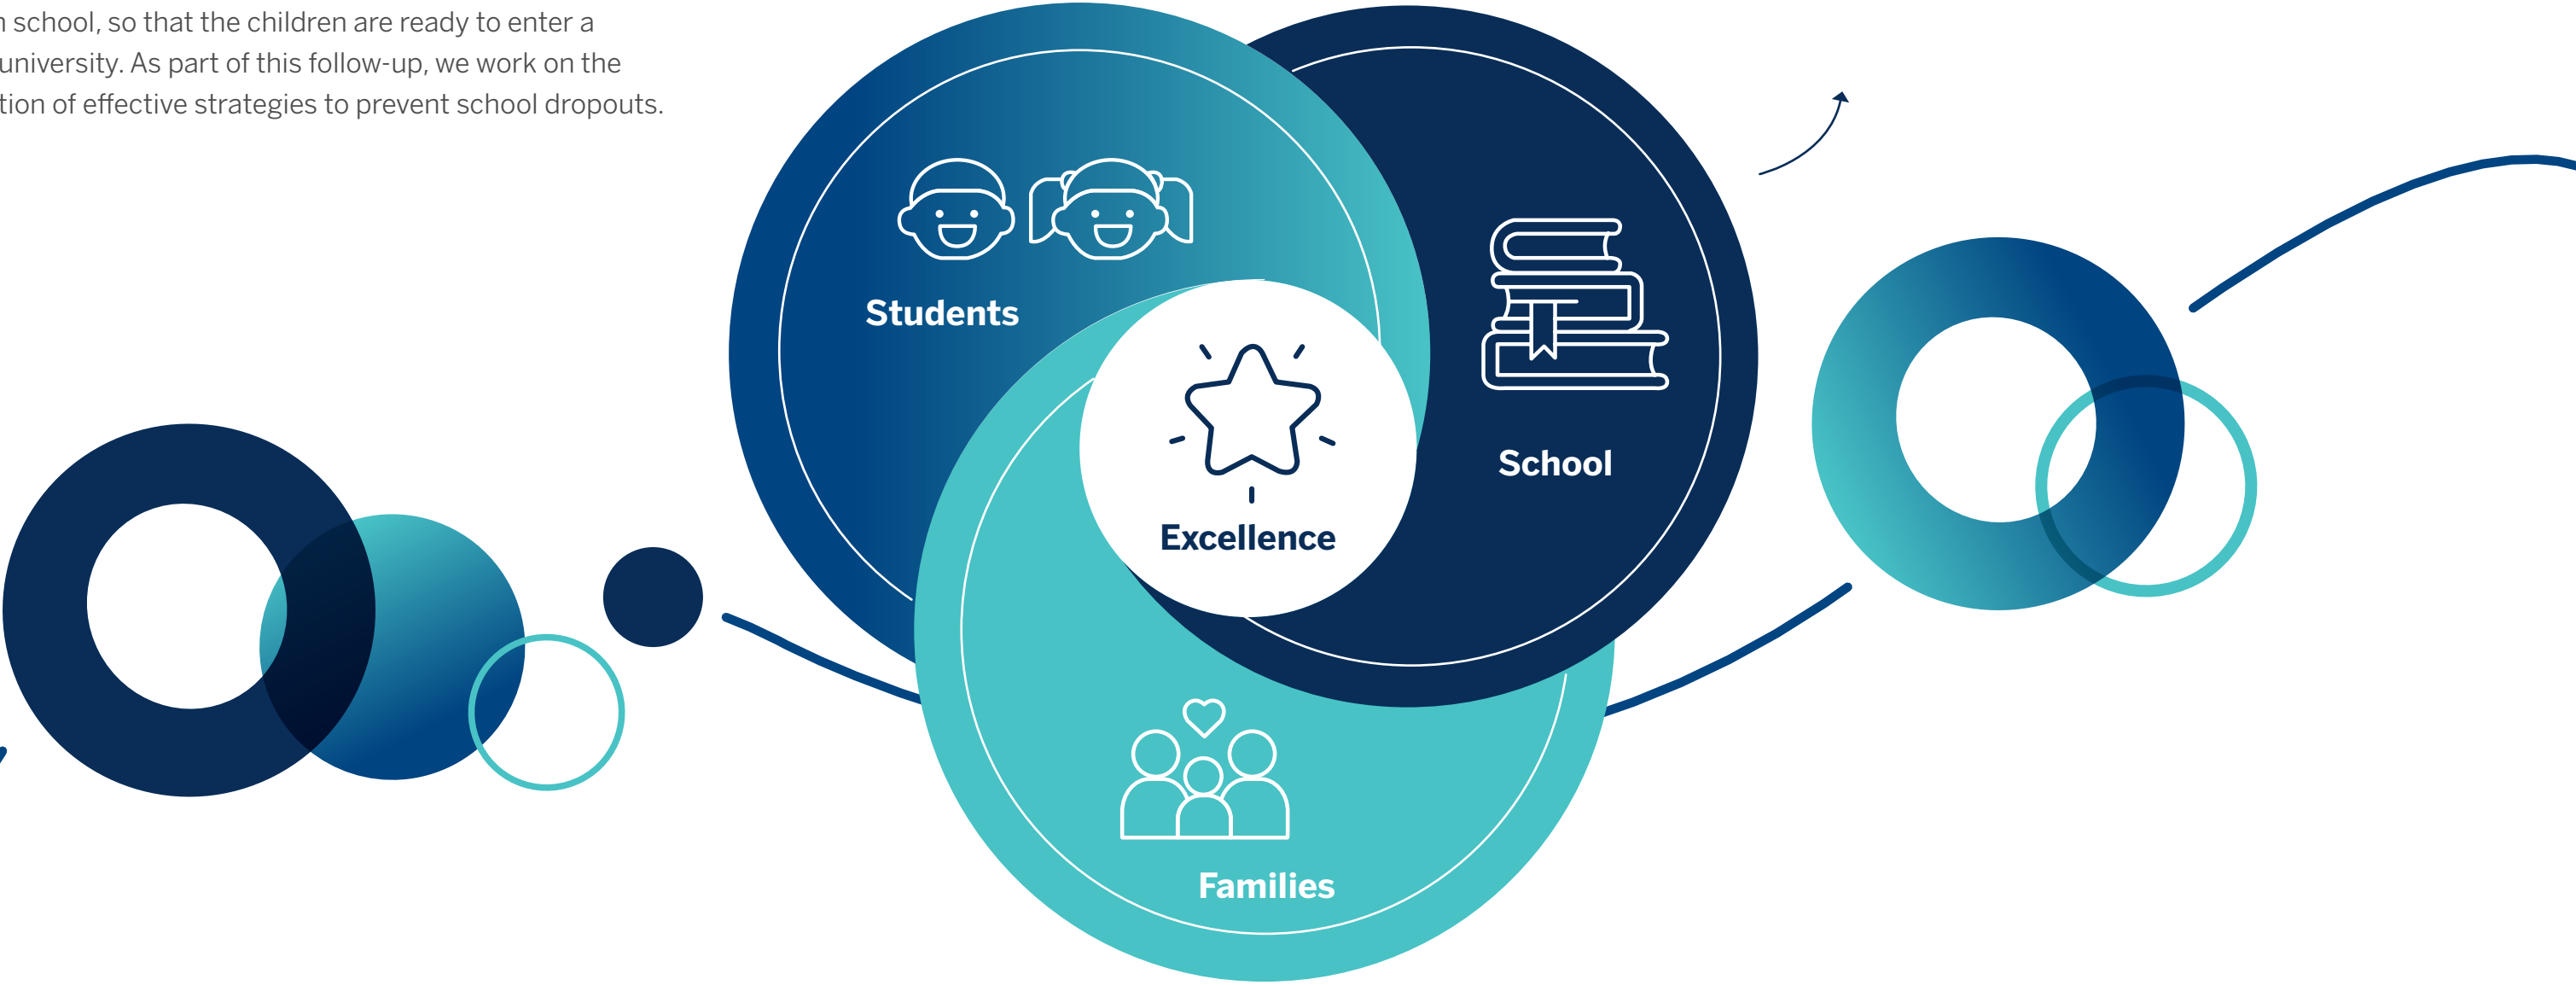 school, so that the children are ready to enter a
university. As part of this follow-up, we work on the
tion of effective strategies to prevent school dropouts.
Students
School
Excellence
Families